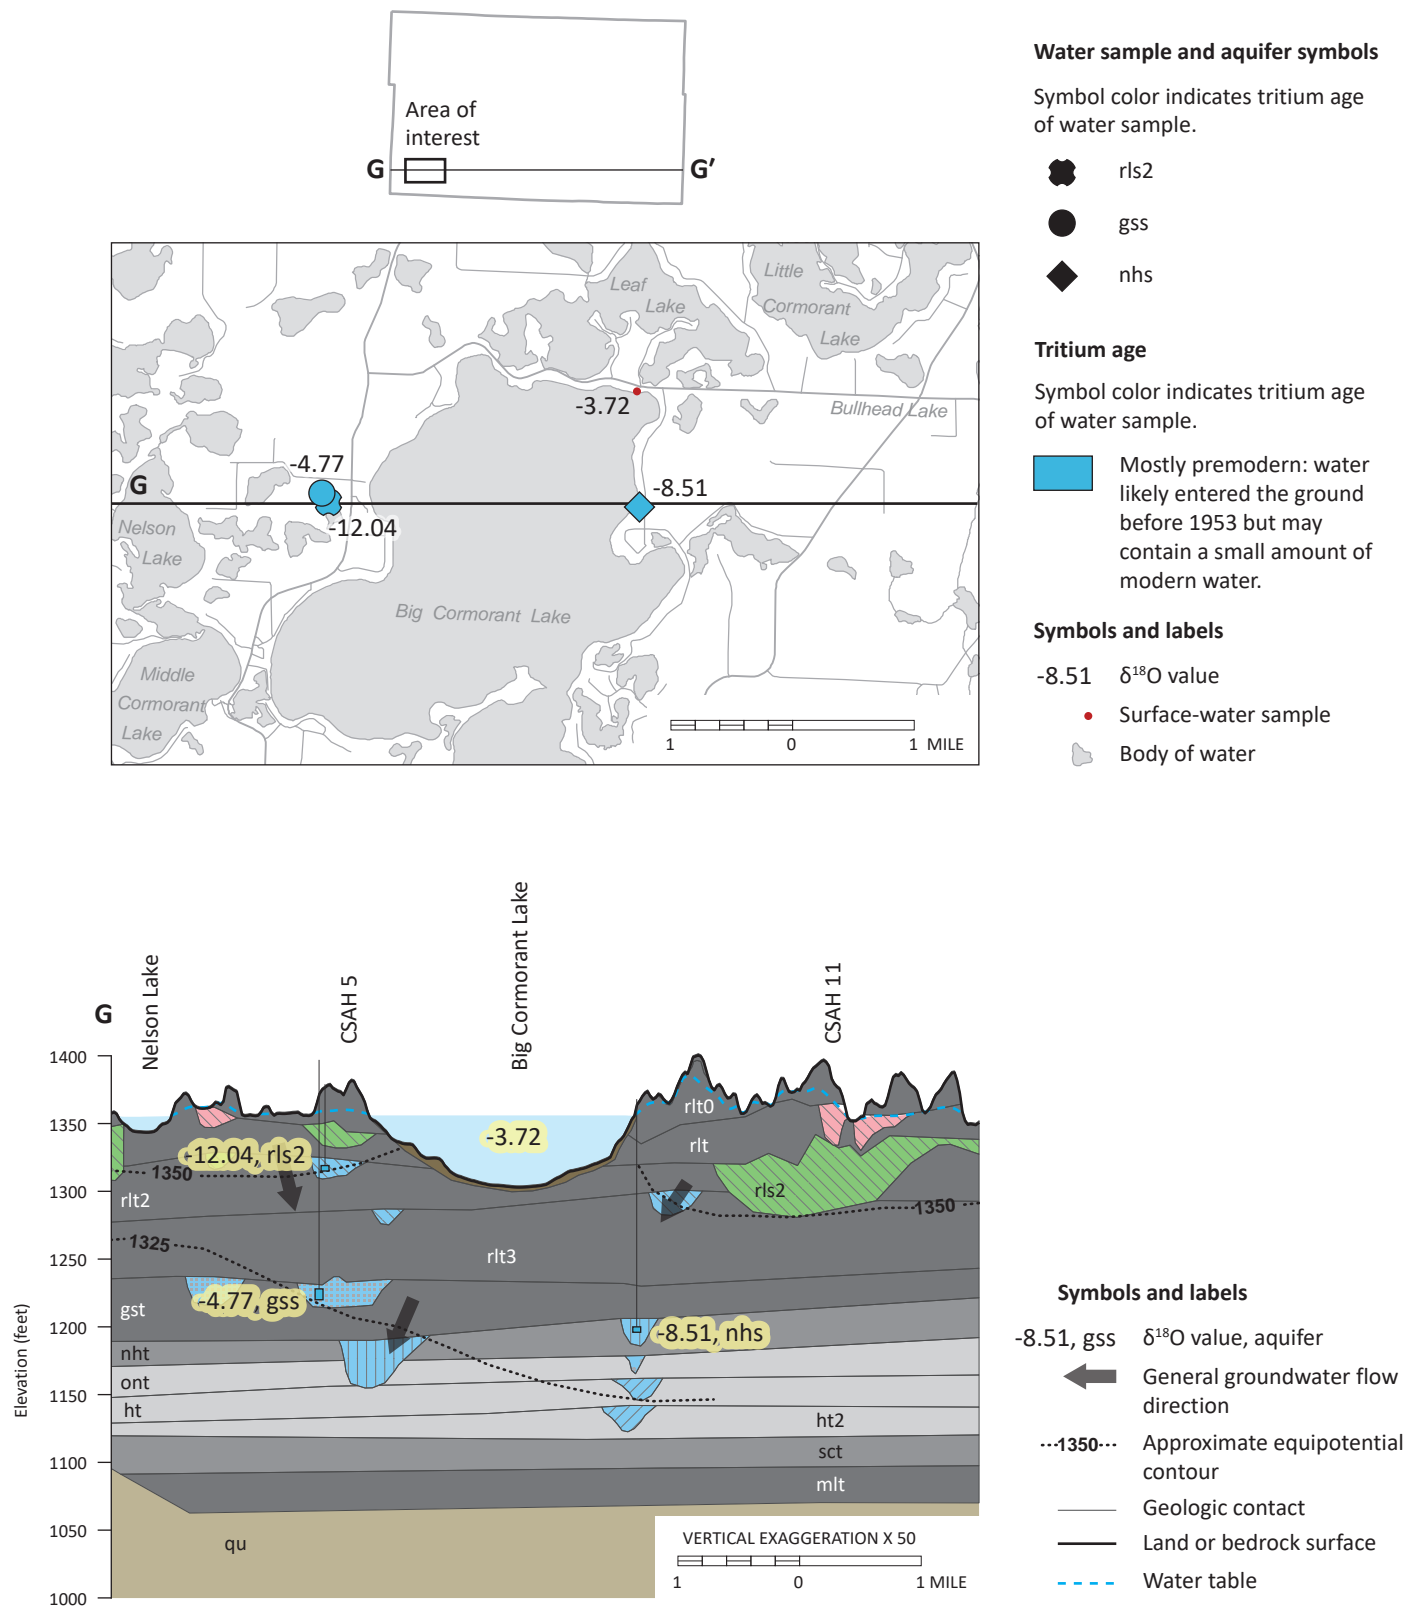 Area of
interest
G
G′
Water sample and aquifer symbols
Symbol color indicates tritium age
of water sample.
rls2
gss
nhs
Tritium age
Symbol color indicates tritium age
of water sample.
Mostly premodern: water
likely entered the ground
before 1953 but may
contain a small amount of
modern water.
Symbols and labels
-8.51 δ¹⁸O value
Surface-water sample
Body of water
Leaf
Lake
Little
Cormorant
Lake
-3.72
Bullhead Lake
-4.77
G
-8.51
-12.04
Nelson
Lake
Big Cormorant Lake
Middle
Cormorant
Lake
1 0 1 MILE
Nelson Lake
CSAH 5
Big Cormorant Lake
CSAH 11
G
Elevation (feet)
1400
1350
1300
1250
1200
1150
1100
1050
1000
rlt0
-3.72
rlt
-12.04, rls2
1350
rls2
rlt2
1350
1325
rlt3
-4.77, gss
gst
-8.51, nhs
nht
ont
ht
ht2
sct
mlt
qu
VERTICAL EXAGGERATION X 50
1 0 1 MILE
Symbols and labels
-8.51, gss δ¹⁸O value, aquifer
General groundwater flow
direction
1350 Approximate equipotential
contour
Geologic contact
Land or bedrock surface
Water table